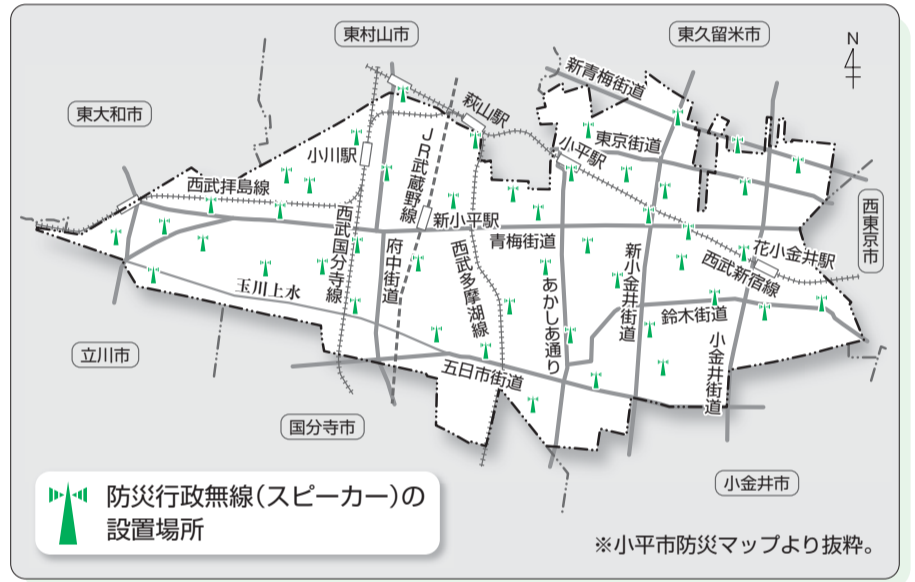 東村山市
東久留米市
N
新青梅街道
東大和市
萩山駅
東京街道
小川駅
JR武蔵野線
小平駅
西武拝島線
新小平駅
青梅街道
西東京市
西武国分寺線
府中街道
西武多摩湖線
あかしあ通り
新小金井街道
花小金井駅
西武新宿線
玉川上水
鈴木街道
小金井街道
立川市
五日市街道
国分寺市
小金井市
防災行政無線(スピーカー)の
設置場所
※小平市防災マップより抜粋。